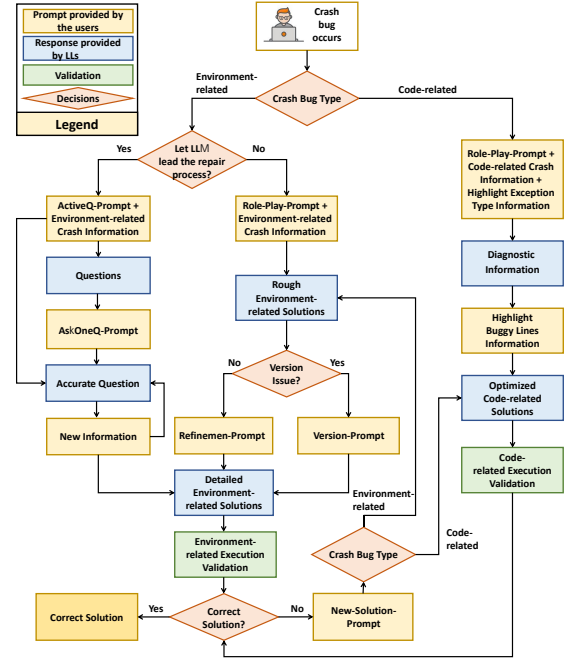 Prompt provided by
the users
Response provided
by LLs
Validation
Decisions
Legend
Crash
bug
occurs
Environment-
related
Crash Bug Type
Code-related
Yes
Let LLM
lead the repair
process?
No
Role-Play-Prompt +
Code-related Crash
Information +
Highlight Exception
Type Information
ActiveQ-Prompt +
Environment-related
Crash Information
Role-Play-Prompt +
Environment-related
Crash Information
Diagnostic
Information
Questions
Rough
Environment-
related Solutions
AskOneQ-Prompt
Highlight
Buggy Lines
Information
No
Version
Issue?
Yes
Accurate Question
Optimized
Code-related
Solutions
New Information
Refinemen-Prompt
Version-Prompt
Code-
related Execution
Validation
Detailed
Environment-
related Solutions
Environment-
related
Environment-
related Execution
Validation
Crash Bug Type
Code-
related
Correct Solution
Yes
Correct
Solution?
No
New-Solution-
Prompt